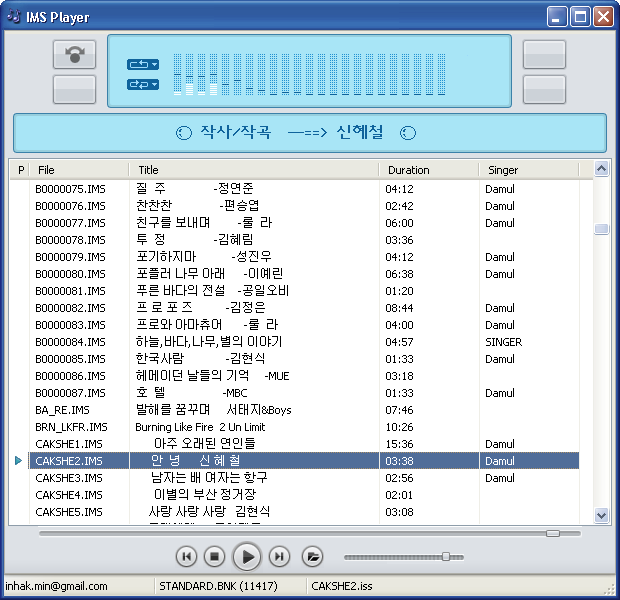 IMS Player
작사/작곡 —==> 신혜철
P File Title Duration Singer
B0000075.IMS 질 주 -정연준 04:12 Damul
B0000076.IMS 찬찬찬 -편승엽 02:42 Damul
B0000077.IMS 친구를 보내며 -룰 라 06:00 Damul
B0000078.IMS 투 정 -김혜림 03:36
B0000079.IMS 포기하지마 -성진우 04:12 Damul
B0000080.IMS 포플러 나무 아래 -이예린 06:38 Damul
B0000081.IMS 푸른 바다의 전설 -공일오비 01:20
B0000082.IMS 프 로 포 즈 -김정은 08:44 Damul
B0000083.IMS 프로와 아마츄어 -룰 라 04:00 Damul
B0000084.IMS 하늘,바다,나무,별의 이야기 04:57 SINGER
B0000085.IMS 한국사람 -김현식 01:33 Damul
B0000086.IMS 헤메이던 날들의 기억 -MUE 03:18
B0000087.IMS 호 텔 -MBC 01:33 Damul
BA_RE.IMS 발해를 꿈꾸며 서태지&Boys 07:46
BRN_LKFR.IMS Burning Like Fire 2 Un Limit 10:26
CAKSHE1.IMS 아주 오래된 연인들 15:36 Damul
CAKSHE2.IMS 안 녕 신 혜 철 03:38 Damul
CAKSHE3.IMS 남자는 배 여자는 항구 02:56 Damul
CAKSHE4.IMS 이별의 부산 정거장 02:01
CAKSHE5.IMS 사랑 사랑 사랑 김현식 03:08
inhak.min@gmail.com STANDARD.BNK (11417) CAKSHE2.iss